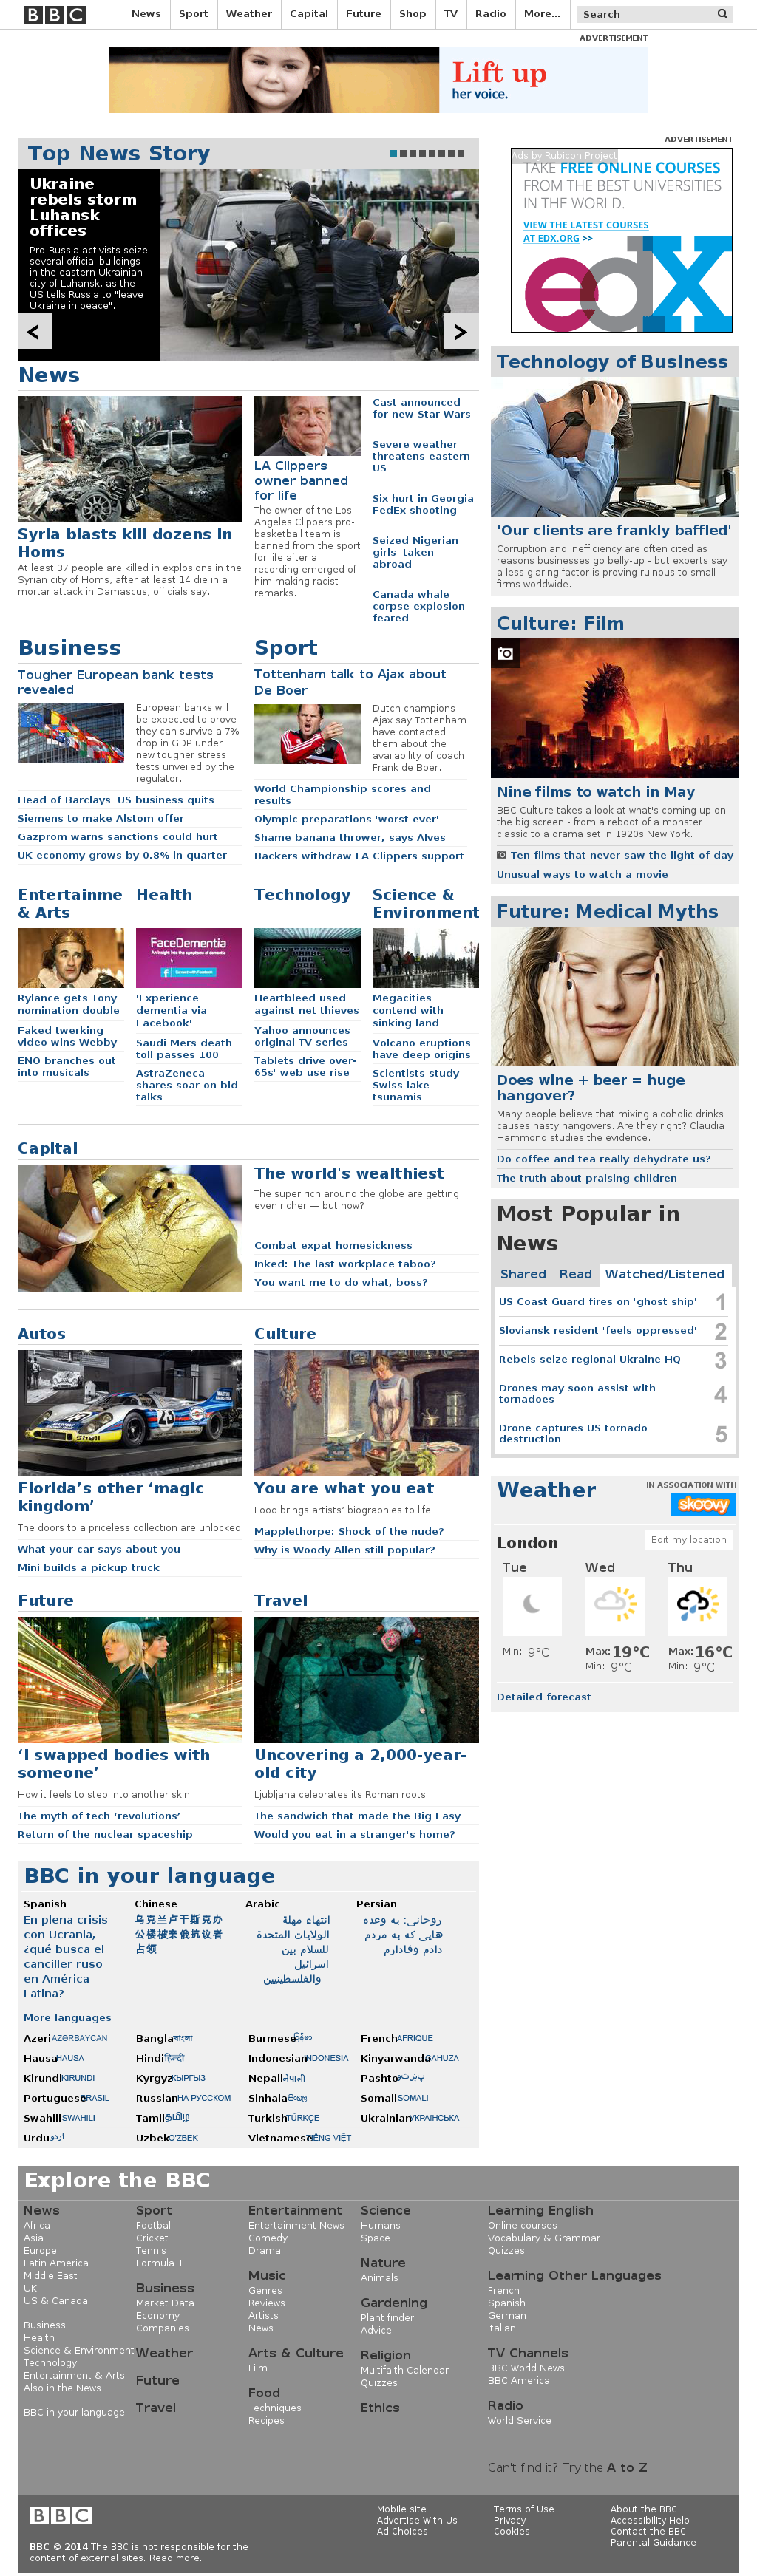 BBC News Sport Weather Capital Future Shop TV Radio More... Search
ADVERTISEMENT
Lift up
her voice.
ADVERTISEMENT
Ads by Rubicon Project
TAKE FREE ONLINE COURSES
FROM THE BEST UNIVERSITIES
IN THE WORLD.
VIEW THE LATEST COURSES
AT EDX.ORG >>
edX
Top News Story
Ukraine
rebels storm
Luhansk
offices
Pro-Russia activists seize
several official buildings
in the eastern Ukrainian
city of Luhansk, as the
US tells Russia to "leave
Ukraine in peace".
< >
News
Syria blasts kill dozens in
Homs
At least 37 people are killed in explosions in the
Syrian city of Homs, after at least 14 die in a
mortar attack in Damascus, officials say.
LA Clippers
owner banned
for life
The owner of the Los
Angeles Clippers pro-
basketball team is
banned from the sport
for life after a
recording emerged of
him making racist
remarks.
Cast announced
for new Star Wars
Severe weather
threatens eastern
US
Six hurt in Georgia
FedEx shooting
Seized Nigerian
girls 'taken
abroad'
Canada whale
corpse explosion
feared
Business
Tougher European bank tests
revealed
European banks will
be expected to prove
they can survive a 7%
drop in GDP under
new tougher stress
tests unveiled by the
regulator.
Head of Barclays' US business quits
Siemens to make Alstom offer
Gazprom warns sanctions could hurt
UK economy grows by 0.8% in quarter
Sport
Tottenham talk to Ajax about
De Boer
Dutch champions
Ajax say Tottenham
have contacted
them about the
availability of coach
Frank de Boer.
World Championship scores and
results
Olympic preparations 'worst ever'
Shame banana thrower, says Alves
Backers withdraw LA Clippers support
Entertainme
& Arts
Rylance gets Tony
nomination double
Faked twerking
video wins Webby
ENO branches out
into musicals
Health
FaceDementia
An insight into the symptoms of dementia
Connect with Facebook
'Experience
dementia via
Facebook'
Saudi Mers death
toll passes 100
AstraZeneca
shares soar on bid
talks
Technology
Heartbleed used
against net thieves
Yahoo announces
original TV series
Tablets drive over-
65s' web use rise
Science &
Environment
Megacities
contend with
sinking land
Volcano eruptions
have deep origins
Scientists study
Swiss lake
tsunamis
Capital
The world's wealthiest
The super rich around the globe are getting
even richer — but how?
Combat expat homesickness
Inked: The last workplace taboo?
You want me to do what, boss?
Autos
23
Shell
Florida’s other ‘magic
kingdom’
The doors to a priceless collection are unlocked
What your car says about you
Mini builds a pickup truck
Culture
You are what you eat
Food brings artists’ biographies to life
Mapplethorpe: Shock of the nude?
Why is Woody Allen still popular?
Future
‘I swapped bodies with
someone’
How it feels to step into another skin
The myth of tech ‘revolutions’
Return of the nuclear spaceship
Travel
Uncovering a 2,000-year-
old city
Ljubljana celebrates its Roman roots
The sandwich that made the Big Easy
Would you eat in a stranger's home?
Technology of Business
'Our clients are frankly baffled'
Corruption and inefficiency are often cited as
reasons businesses go belly-up - but experts say
a less glaring factor is proving ruinous to small
firms worldwide.
Culture: Film
Nine films to watch in May
BBC Culture takes a look at what's coming up on
the big screen - from a reboot of a monster
classic to a drama set in 1920s New York.
Ten films that never saw the light of day
Unusual ways to watch a movie
Future: Medical Myths
Does wine + beer = huge
hangover?
Many people believe that mixing alcoholic drinks
causes nasty hangovers. Are they right? Claudia
Hammond studies the evidence.
Do coffee and tea really dehydrate us?
The truth about praising children
Most Popular in
News
Shared Read Watched/Listened
US Coast Guard fires on 'ghost ship' 1
Sloviansk resident 'feels oppressed' 2
Rebels seize regional Ukraine HQ 3
Drones may soon assist with
tornadoes 4
Drone captures US tornado
destruction 5
Weather
IN ASSOCIATION WITH
skoovy
London
Edit my location
Tue Wed Thu
Min: 9°C Max: 19°C Max: 16°C
Min: 9°C Min: 9°C
Detailed forecast
BBC in your language
Spanish
En plena crisis
con Ucrania,
¿qué busca el
canciller ruso
en América
Latina?
Chinese
乌克兰卢干斯克办
公楼被亲俄抗议者
占领
Arabic
انتهاء مهلة
الولايات المتحدة
للسلام بين
اسرائيل
والفلسطينيين
Persian
روحانی: به وعده
هایی که به مردم
دادم وفادارم
More languages
Azeri AZƏRBAYCAN Bangla বাংলা Burmese မြန်မာ French AFRIQUE
Hausa HAUSA Hindi हिन्दी Indonesian INDONESIA Kinyarwanda GAHUZA
Kirundi KIRUNDI Kyrgyz КЫРГЫЗ Nepali नेपाली Pashto پښتو
Portuguese BRASIL Russian НА РУССКОМ Sinhala සිංහල Somali SOMALI
Swahili SWAHILI Tamil தமிழ் Turkish TÜRKÇE Ukrainian УКРАЇНСЬКА
Urdu اردو Uzbek O'ZBEK Vietnamese TIẾNG VIỆT
Explore the BBC
News
Africa
Asia
Europe
Latin America
Middle East
UK
US & Canada
Business
Health
Science & Environment
Technology
Entertainment & Arts
Also in the News
BBC in your language
Sport
Football
Cricket
Tennis
Formula 1
Business
Market Data
Economy
Companies
Weather
Future
Travel
Entertainment
Entertainment News
Comedy
Drama
Music
Genres
Reviews
Artists
News
Arts & Culture
Film
Food
Techniques
Recipes
Science
Humans
Space
Nature
Animals
Gardening
Plant finder
Advice
Religion
Multifaith Calendar
Quizzes
Ethics
Learning English
Online courses
Vocabulary & Grammar
Quizzes
Learning Other Languages
French
Spanish
German
Italian
TV Channels
BBC World News
BBC America
Radio
World Service
Can't find it? Try the A to Z
BBC
BBC © 2014 The BBC is not responsible for the
content of external sites. Read more.
Mobile site
Advertise With Us
Ad Choices
Terms of Use
Privacy
Cookies
About the BBC
Accessibility Help
Contact the BBC
Parental Guidance